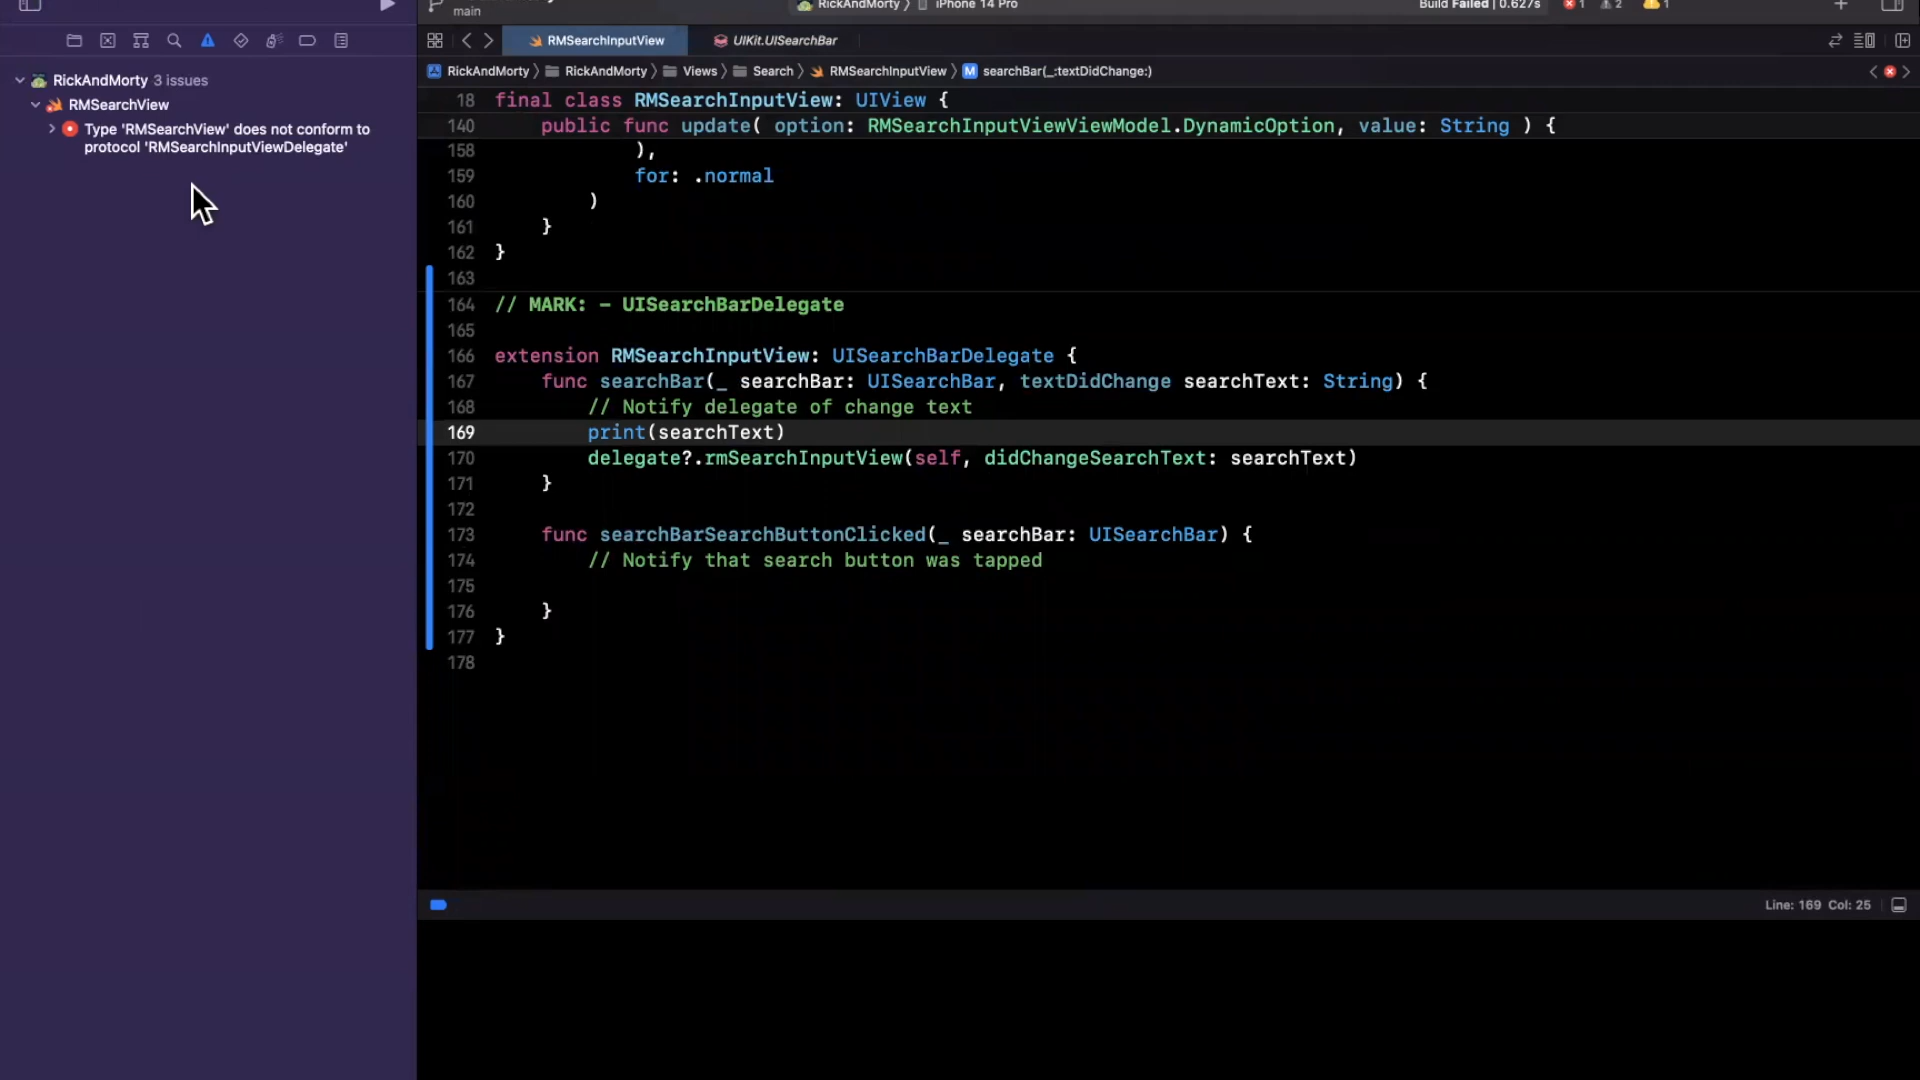 main
RickAndMorty 〉 iPhone 14 Pro
Build Failed | 0.627s
1
2
1
RMSearchInputView
UIKit.UISearchBar
RickAndMorty 3 issues
RMSearchView
Type 'RMSearchView' does not conform to
protocol 'RMSearchInputViewDelegate'
RickAndMorty 〉 RickAndMorty 〉 Views 〉 Search 〉 RMSearchInputView 〉 M searchBar(_:textDidChange:)
18 final class RMSearchInputView: UIView {
140 public func update( option: RMSearchInputViewViewModel.DynamicOption, value: String ) {
158 ),
159 for: .normal
160 )
161 }
162 }
163
164 // MARK: - UISearchBarDelegate
165
166 extension RMSearchInputView: UISearchBarDelegate {
167 func searchBar(_ searchBar: UISearchBar, textDidChange searchText: String) {
168 // Notify delegate of change text
169 print(searchText)
170 delegate?.rmSearchInputView(self, didChangeSearchText: searchText)
171 }
172
173 func searchBarSearchButtonClicked(_ searchBar: UISearchBar) {
174 // Notify that search button was tapped
175
176 }
177 }
178
Line: 169 Col: 25